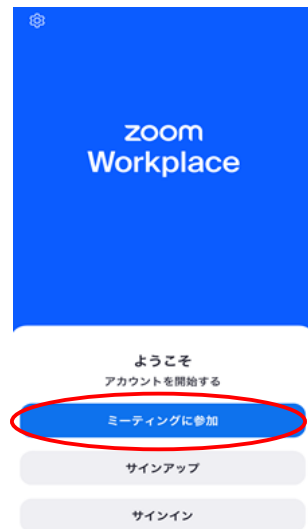 zoom
Workplace
ようこそ
アカウントを開始する
ミーティングに参加
サインアップ
サインイン